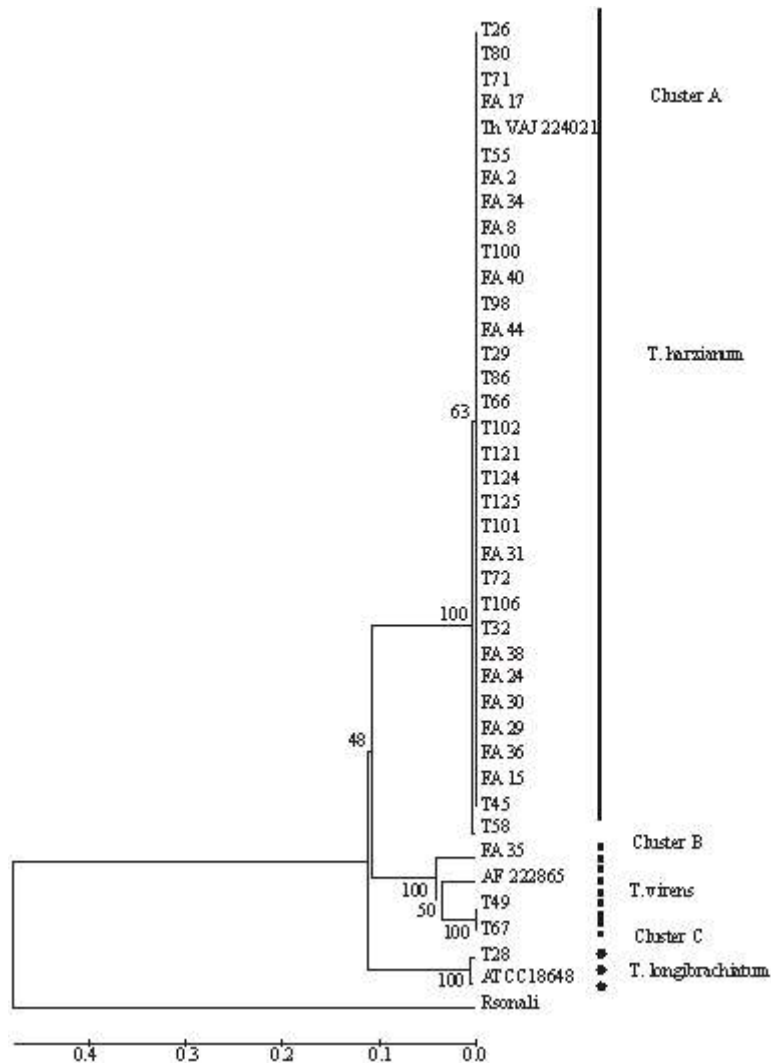 T26
T80
T71
FA 17
Cluster A
Th VAJ 224021
T55
FA 2
FA 34
FA 8
T100
FA 40
T98
FA 44
T29
T. harzianum
T86
T66
63
T102
T121
T124
T125
T101
FA 31
T72
T106
100
T32
FA 38
FA 24
FA 30
FA 29
48
FA 36
FA 15
T45
T58
Cluster B
FA 35
AF 222865
100
T.virens
50
T49
T67
100
Cluster C
T28
T. longibrachiatum
ATCC18648
100
Rsonali
0.4 0.3 0.2 0.1 0.0